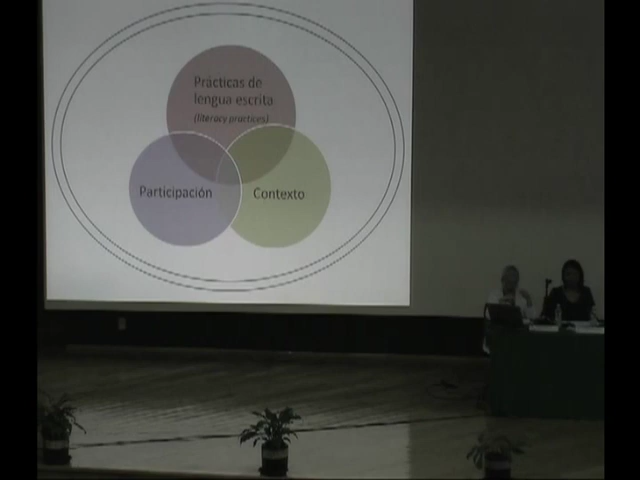 Prácticas de
lengua escrita
(literacy practices)
Participación
Contexto